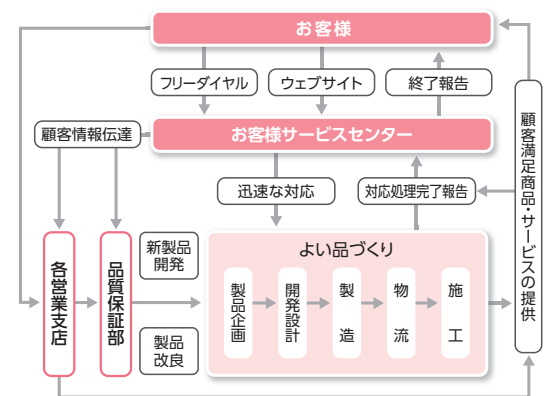 お客様
フリーダイヤル
ウェブサイト
終了報告
顧客情報伝達
お客様サービスセンター
迅速な対応
対応処理完了報告
顧客満足商品・サービスの提供
各営業支店
品質保証部
新製品
開発
製品
改良
よい品づくり
製品企画
開発設計
製造
物流
施工